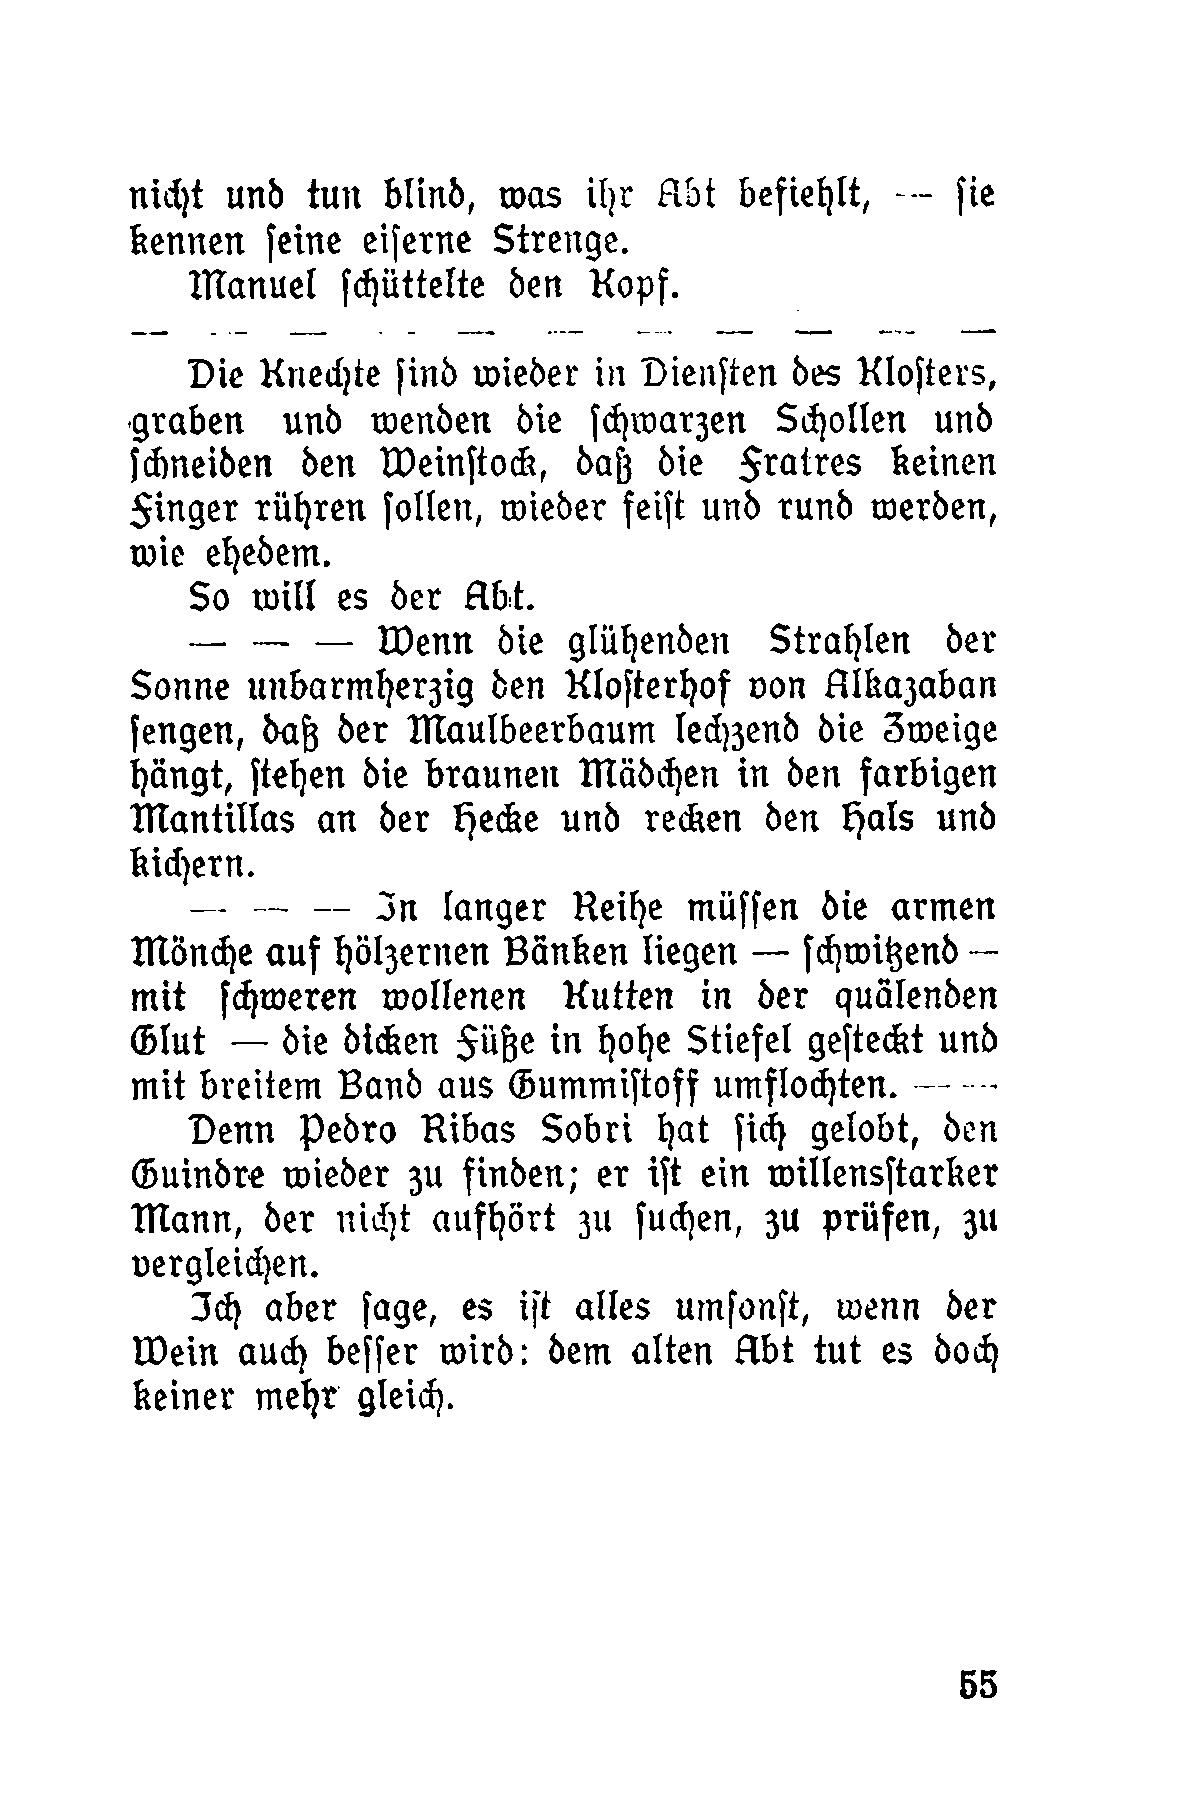 nicht und tun blind, was ihr Abt befiehlt, — ſie
kennen ſeine eiſerne Strenge.
Manuel ſchüttelte den Kopf.
— — — — — — — — — — —
Die Knechte ſind wieder in Dienſten des Kloſters,
graben und wenden die ſchwarzen Schollen und
ſchneiden den Weinſtock, daß die Fratres keinen
Finger rühren ſollen, wieder feiſt und rund werden,
wie ehedem.
So will es der Abt.
— — — Wenn die glühenden Strahlen der
Sonne unbarmherzig den Kloſterhof von Alkazaban
ſengen, daß der Maulbeerbaum lechzend die Zweige
hängt, ſtehen die braunen Mädchen in den farbigen
Mantillas an der Hecke und recken den Hals und
kichern.
— — — In langer Reihe müſſen die armen
Mönche auf hölzernen Bänken liegen — ſchwitzend —
mit ſchweren wollenen Kutten in der quälenden
Glut — die dicken Füße in hohe Stiefel geſteckt und
mit breitem Band aus Gummiſtoff umflochten. — —
Denn Pedro Ribas Sobri hat ſich gelobt, den
Guindre wieder zu finden; er iſt ein willensſtarker
Mann, der nicht aufhört zu ſuchen, zu prüfen, zu
vergleichen.
Ich aber ſage, es iſt alles umſonſt, wenn der
Wein auch beſſer wird: dem alten Abt tut es doch
keiner mehr gleich.
55